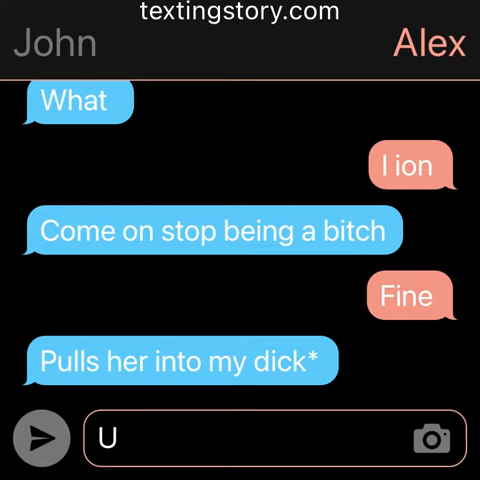 textingstory.com
John Alex
What
I ion
Come on stop being a bitch
Fine
Pulls her into my dick*
U